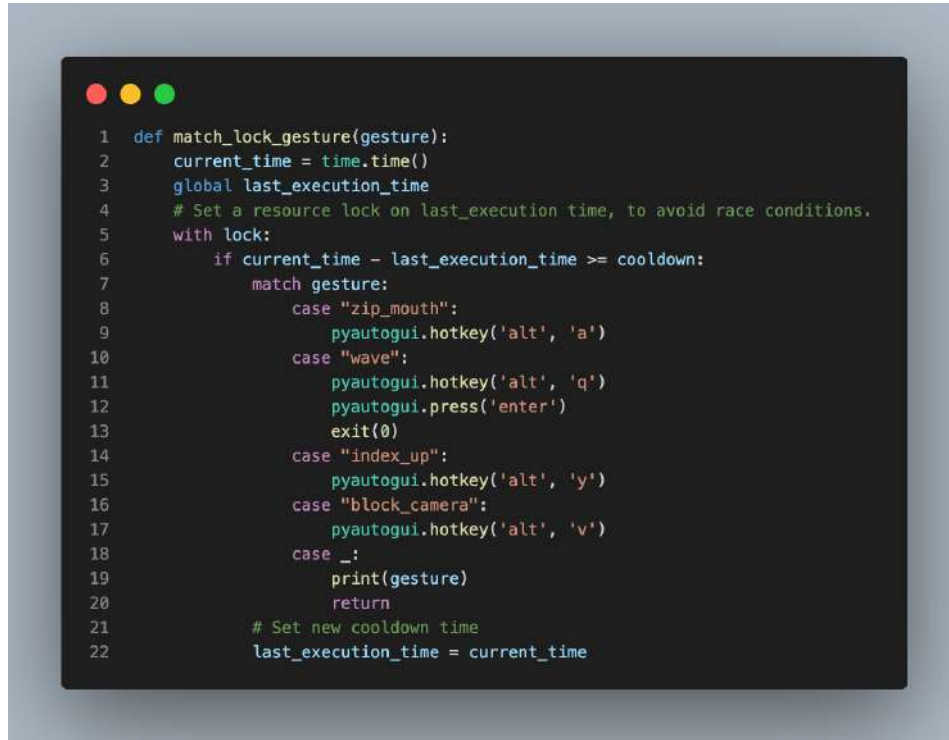 1 def match_lock_gesture(gesture):
2     current_time = time.time()
3     global last_execution_time
4     # Set a resource lock on last_execution time, to avoid race conditions.
5     with lock:
6         if current_time - last_execution_time >= cooldown:
7             match gesture:
8                 case "zip_mouth":
9                     pyautogui.hotkey('alt', 'a')
10                 case "wave":
11                     pyautogui.hotkey('alt', 'q')
12                     pyautogui.press('enter')
13                     exit(0)
14                 case "index_up":
15                     pyautogui.hotkey('alt', 'y')
16                 case "block_camera":
17                     pyautogui.hotkey('alt', 'v')
18                 case _:
19                     print(gesture)
20                     return
21             # Set new cooldown time
22             last_execution_time = current_time